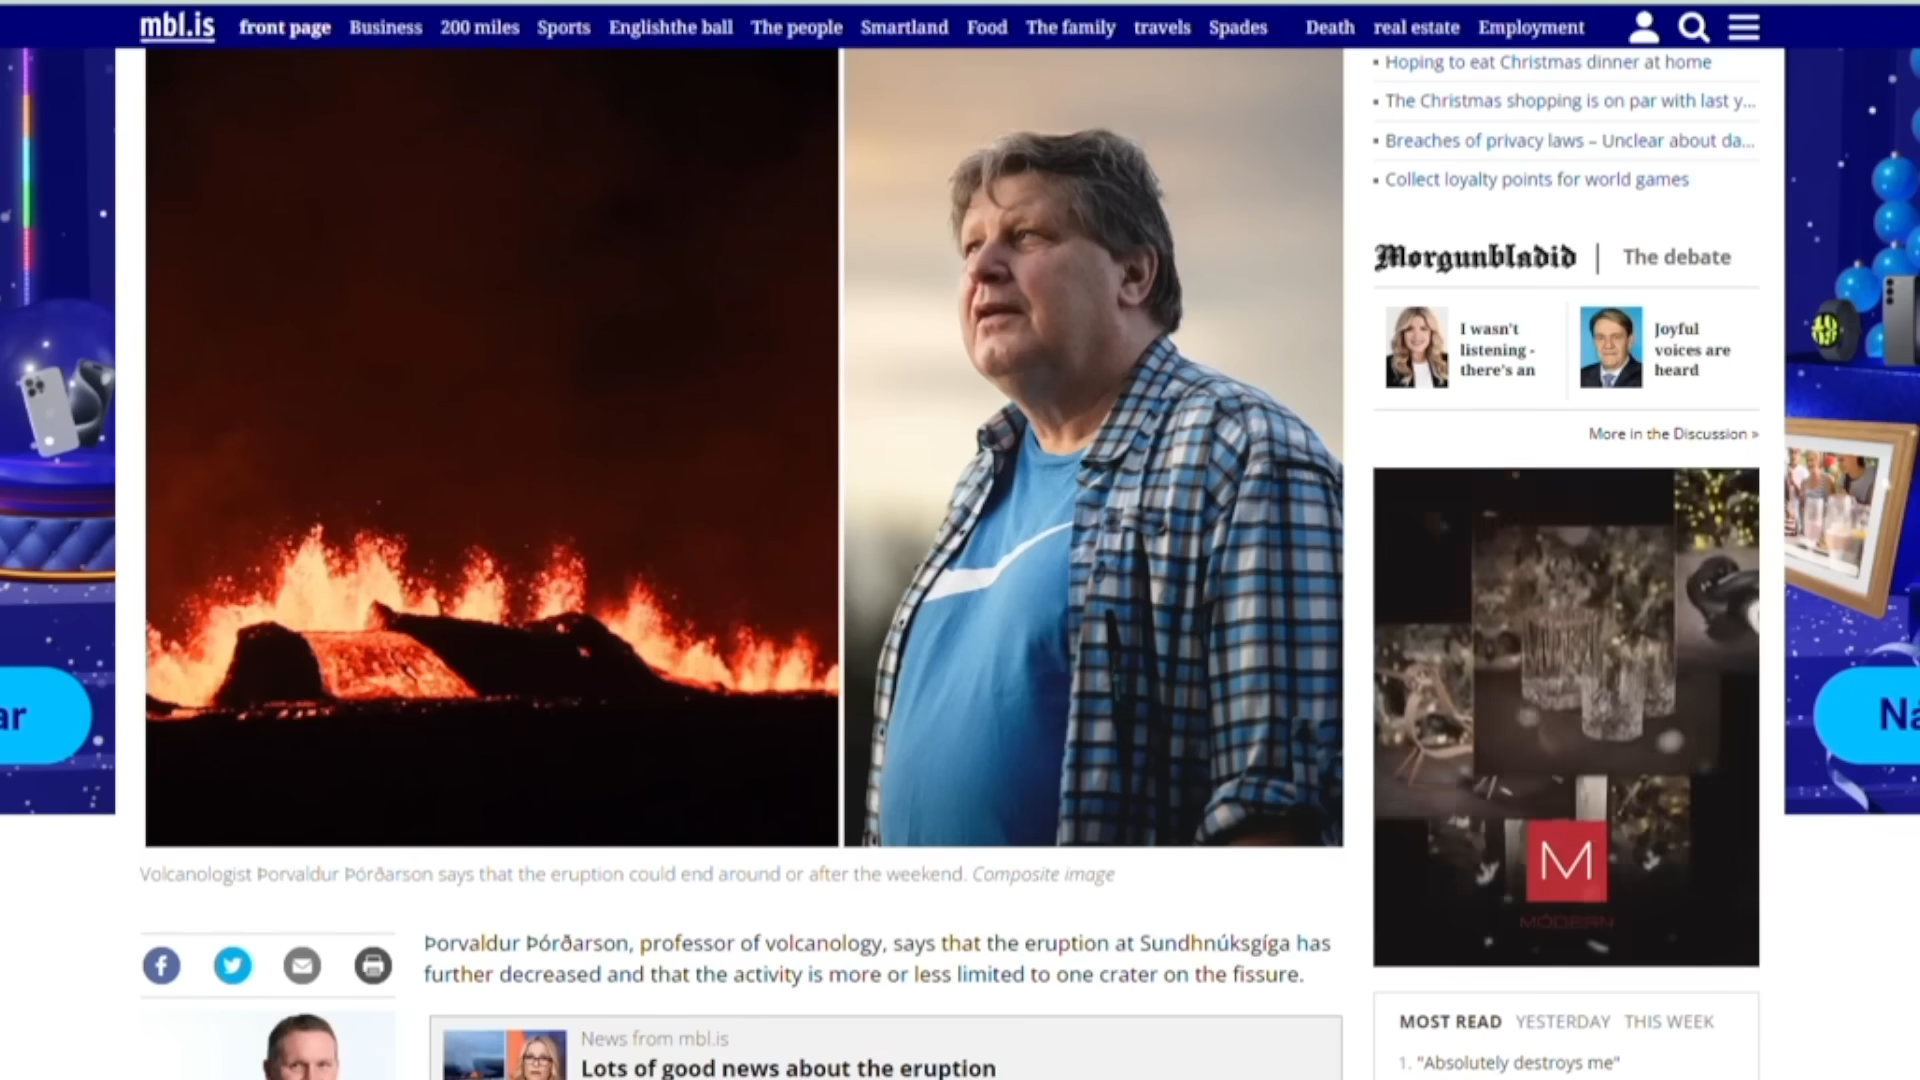 mbl.is front page Business 200 miles Sports Englishthe ball The people Smartland Food The family travels Spades Death real estate Employment
Hoping to eat Christmas dinner at home
The Christmas shopping is on par with last y...
Breaches of privacy laws – Unclear about da...
Collect loyalty points for world games
Morgunbladid | The debate
I wasn't
listening -
there's an
Joyful
voices are
heard
More in the Discussion »
ar
Ná
M
MÓDERN
Volcanologist Þorvaldur Þórðarson says that the eruption could end around or after the weekend. Composite image
Þorvaldur Þórðarson, professor of volcanology, says that the eruption at Sundhnúksgíga has
further decreased and that the activity is more or less limited to one crater on the fissure.
News from mbl.is
Lots of good news about the eruption
MOST READ YESTERDAY THIS WEEK
1. "Absolutely destroys me"